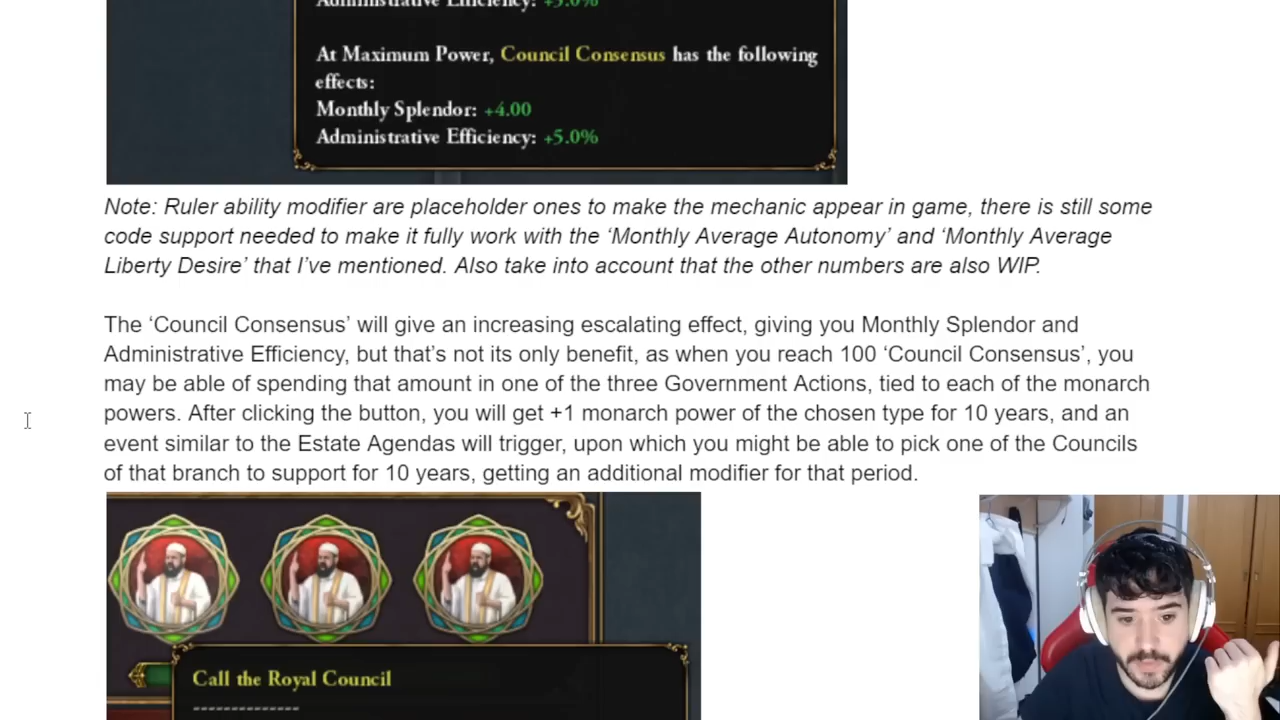 Administrative Efficiency: +5.0%
At Maximum Power, Council Consensus has the following
effects:
Monthly Splendor: +4.00
Administrative Efficiency: +5.0%
Note: Ruler ability modifier are placeholder ones to make the mechanic appear in game, there is still some
code support needed to make it fully work with the ‘Monthly Average Autonomy’ and ‘Monthly Average
Liberty Desire’ that I’ve mentioned. Also take into account that the other numbers are also WIP.
The ‘Council Consensus’ will give an increasing escalating effect, giving you Monthly Splendor and
Administrative Efficiency, but that’s not its only benefit, as when you reach 100 ‘Council Consensus’, you
may be able of spending that amount in one of the three Government Actions, tied to each of the monarch
powers. After clicking the button, you will get +1 monarch power of the chosen type for 10 years, and an
event similar to the Estate Agendas will trigger, upon which you might be able to pick one of the Councils
of that branch to support for 10 years, getting an additional modifier for that period.
Call the Royal Council
--------------